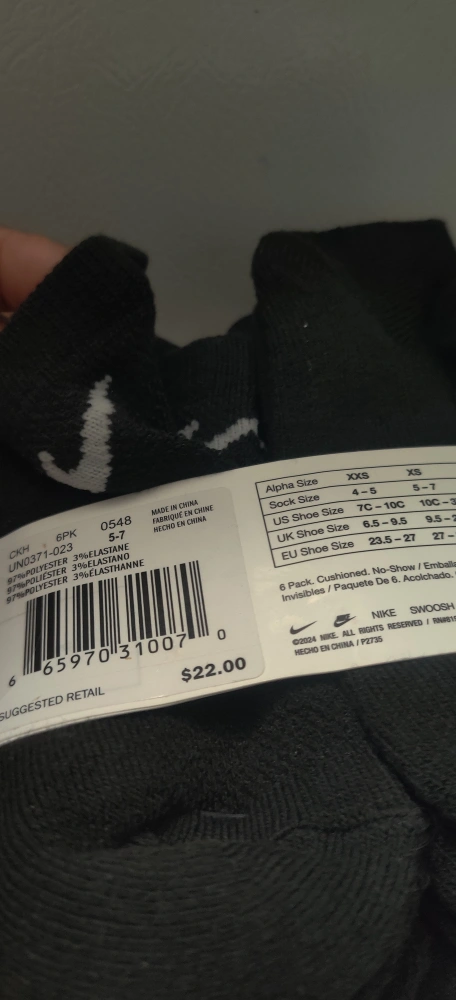 CKH 6PK 0548
UN0371-023 5-7
97%POLYESTER 3%ELASTANE
97%POLIÉSTER 3%ELASTANO
97%POLYESTER 3%ÉLASTHANNE
MADE IN CHINA
FABRIQUÉ EN CHINE
HECHO EN CHINA
6 65970 31007 0
$22.00
SUGGESTED RETAIL
Alpha Size XXS XS
Sock Size 4 – 5 5 – 7
US Shoe Size 7C – 10C 10C –
UK Shoe Size 6.5 – 9.5 9.5 –
EU Shoe Size 23.5 – 27 27 –
6 Pack. Cushioned. No-Show /
Invisibles / Paquete De 6. Acolchado.
NIKE SWOOSH
©2024 NIKE. ALL RIGHTS RESERVED /
HECHO EN CHINA / P2735